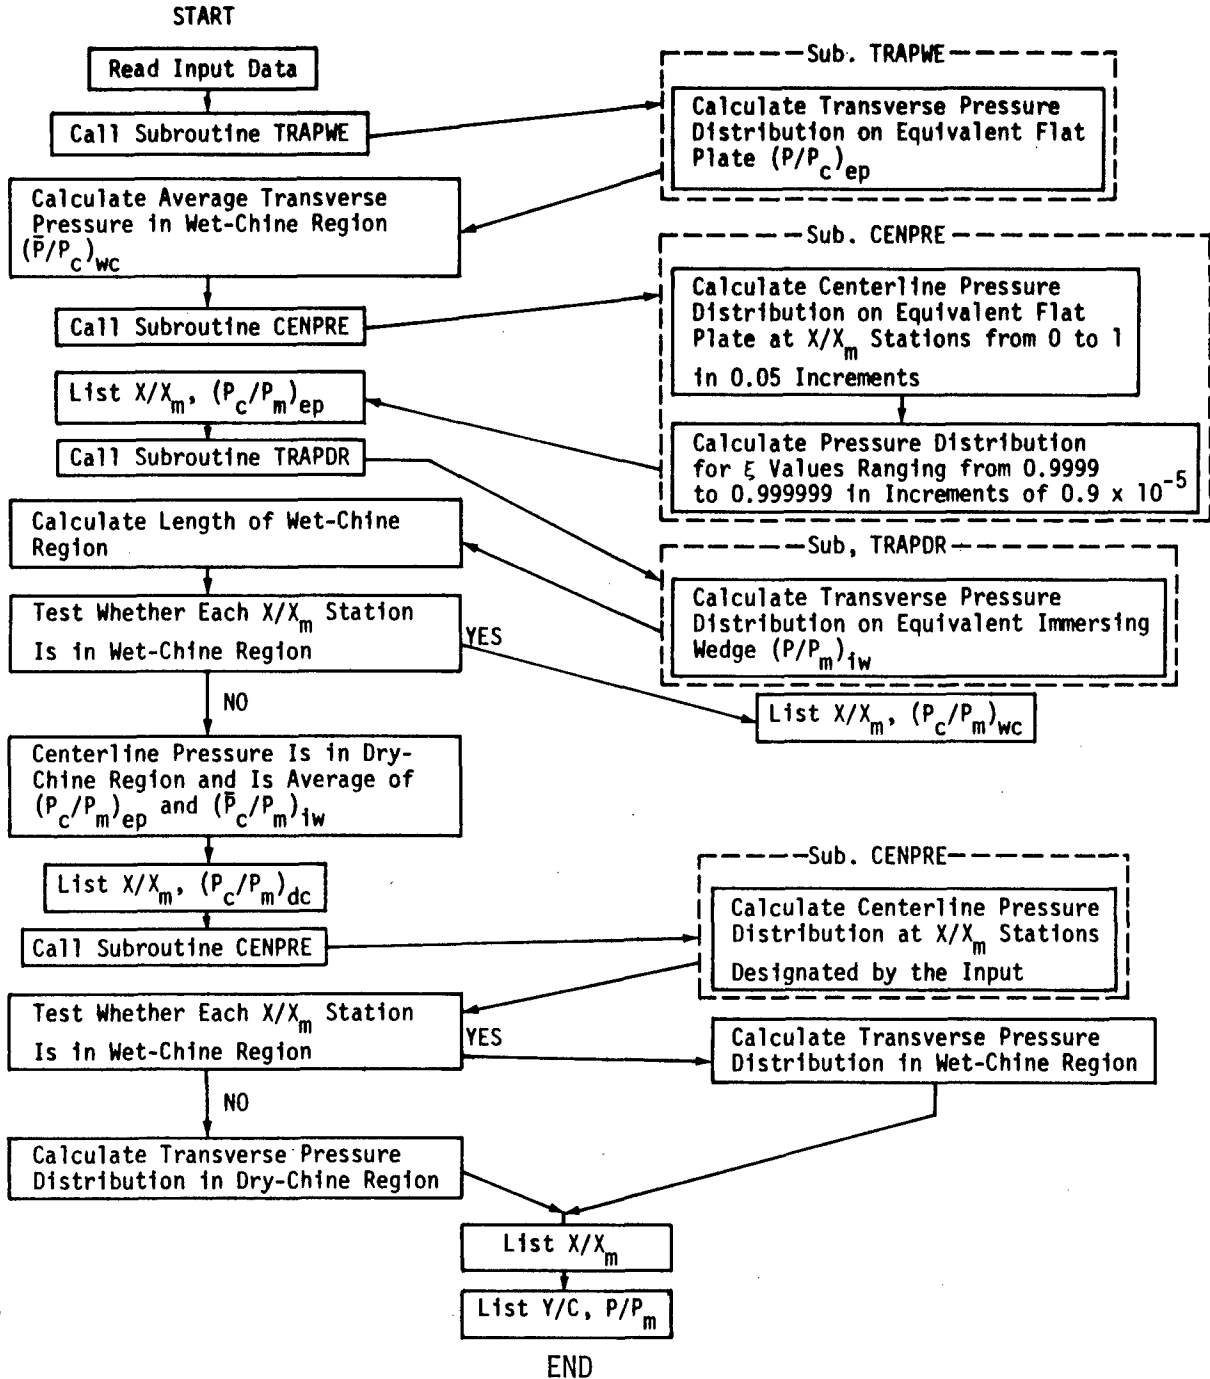 START
Read Input Data
Call Subroutine TRAPWE
Sub. TRAPWE
Calculate Transverse Pressure
Distribution on Equivalent Flat
Plate (P/P_c)_ep
Calculate Average Transverse
Pressure in Wet-Chine Region
(P̄/P_c)_wc
Call Subroutine CENPRE
Sub. CENPRE
Calculate Centerline Pressure
Distribution on Equivalent Flat
Plate at X/X_m Stations from 0 to 1
in 0.05 Increments
Calculate Pressure Distribution
for ξ Values Ranging from 0.9999
to 0.999999 in Increments of 0.9 x 10^-5
List X/X_m, (P_c/P_m)_ep
Call Subroutine TRAPDR
Sub, TRAPDR
Calculate Transverse Pressure
Distribution on Equivalent Immersing
Wedge (P/P_m)_iw
Calculate Length of Wet-Chine
Region
Test Whether Each X/X_m Station
Is in Wet-Chine Region
YES
List X/X_m, (P_c/P_m)_wc
NO
Centerline Pressure Is in Dry-
Chine Region and Is Average of
(P_c/P_m)_ep and (P̄_c/P_m)_iw
List X/X_m, (P_c/P_m)_dc
Call Subroutine CENPRE
Sub. CENPRE
Calculate Centerline Pressure
Distribution at X/X_m Stations
Designated by the Input
Test Whether Each X/X_m Station
Is in Wet-Chine Region
YES
Calculate Transverse Pressure
Distribution in Wet-Chine Region
NO
Calculate Transverse Pressure
Distribution in Dry-Chine Region
List X/X_m
List Y/C, P/P_m
END